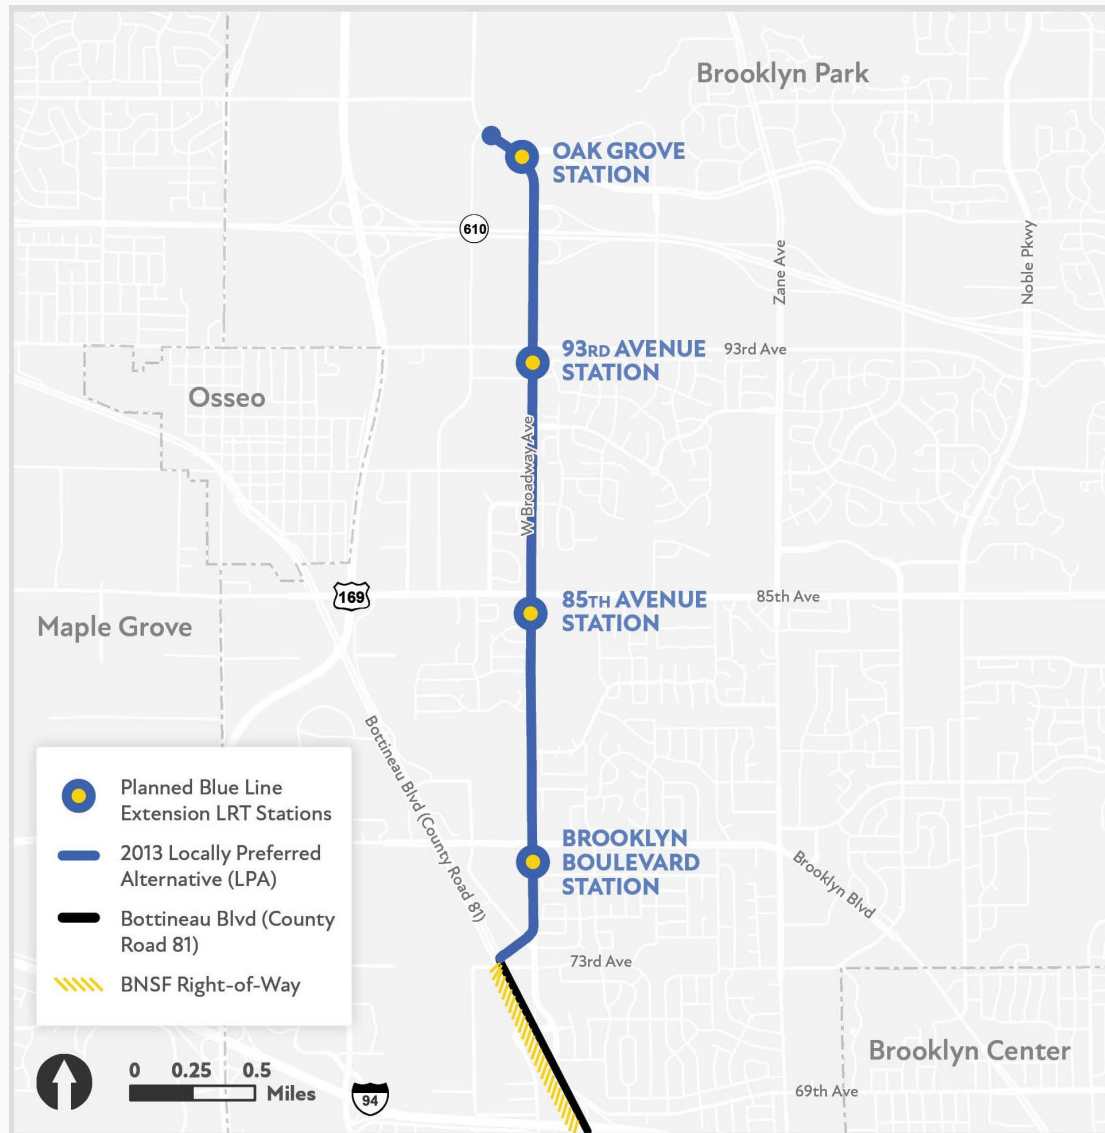 Brooklyn Park
OAK GROVE
STATION
610
Zane Ave
Noble Pkwy
93RD AVENUE
STATION
93rd Ave
Osseo
W Broadway Ave
169
85TH AVENUE
STATION
85th Ave
Maple Grove
Bottineau Blvd (County Road 81)
BROOKLYN
BOULEVARD
STATION
Brooklyn Blvd
73rd Ave
Planned Blue Line
Extension LRT Stations
2013 Locally Preferred
Alternative (LPA)
Bottineau Blvd (County
Road 81)
BNSF Right-of-Way
Brooklyn Center
69th Ave
0 0.25 0.5
Miles
94